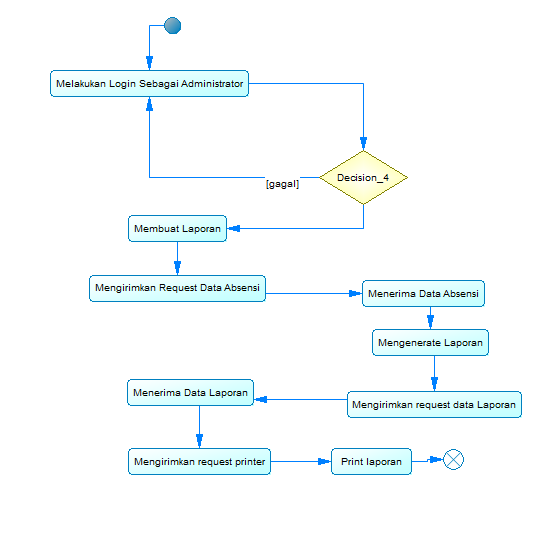 Melakukan Login Sebagai Administrator
Decision_4
[gagal]
Membuat Laporan
Mengirimkan Request Data Absensi
Menerima Data Absensi
Mengenerate Laporan
Mengirimkan request data Laporan
Menerima Data Laporan
Mengirimkan request printer
Print laporan